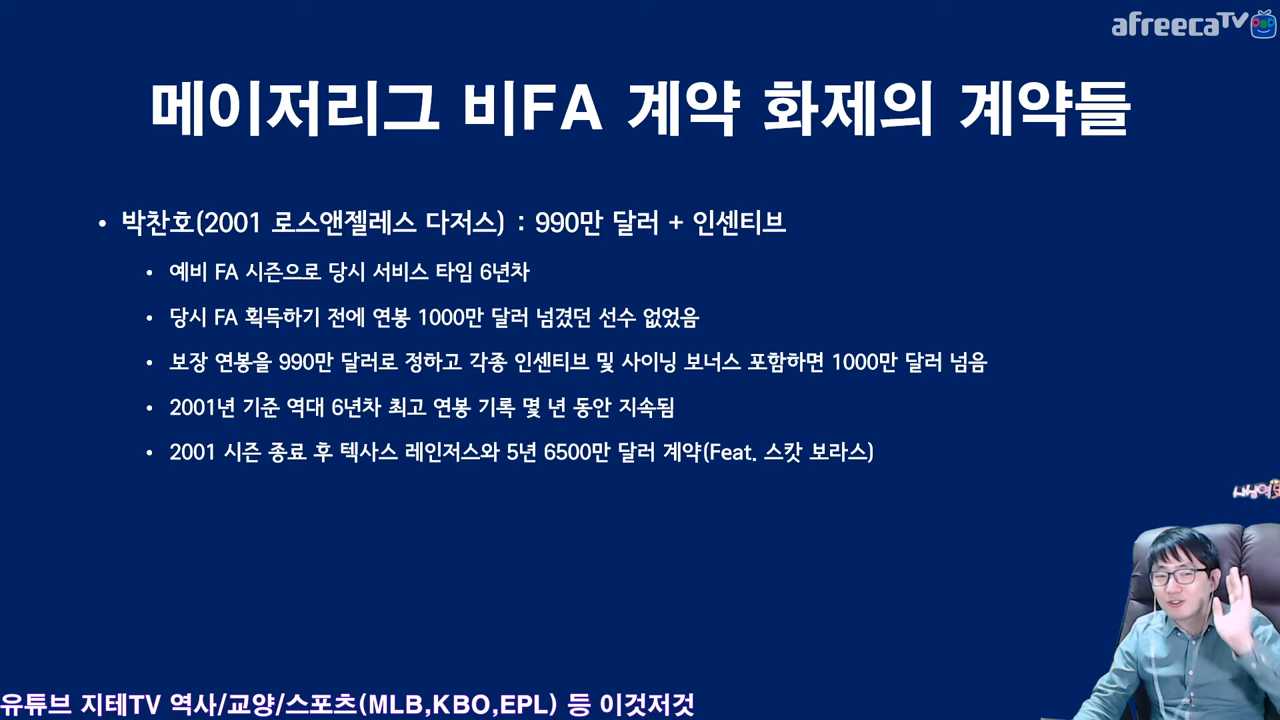 afreecaTV
메이저리그 비FA 계약 화제의 계약들
• 박찬호(2001 로스앤젤레스 다저스) : 990만 달러 + 인센티브
• 예비 FA 시즌으로 당시 서비스 타임 6년차
• 당시 FA 획득하기 전에 연봉 1000만 달러 넘겼던 선수 없었음
• 보장 연봉을 990만 달러로 정하고 각종 인센티브 및 사이닝 보너스 포함하면 1000만 달러 넘음
• 2001년 기준 역대 6년차 최고 연봉 기록 몇 년 동안 지속됨
• 2001 시즌 종료 후 텍사스 레인저스와 5년 6500만 달러 계약(Feat. 스캇 보라스)
유튜브 지테TV 역사/교양/스포츠(MLB,KBO,EPL) 등 이것저것